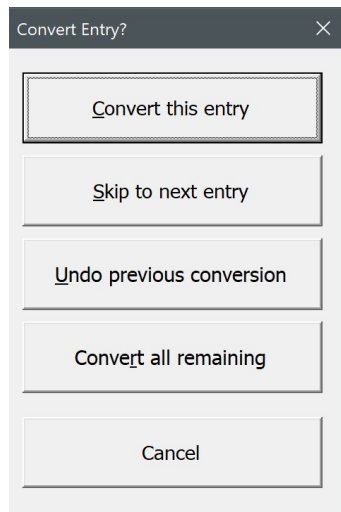 Convert Entry?
Convert this entry
Skip to next entry
Undo previous conversion
Convert all remaining
Cancel